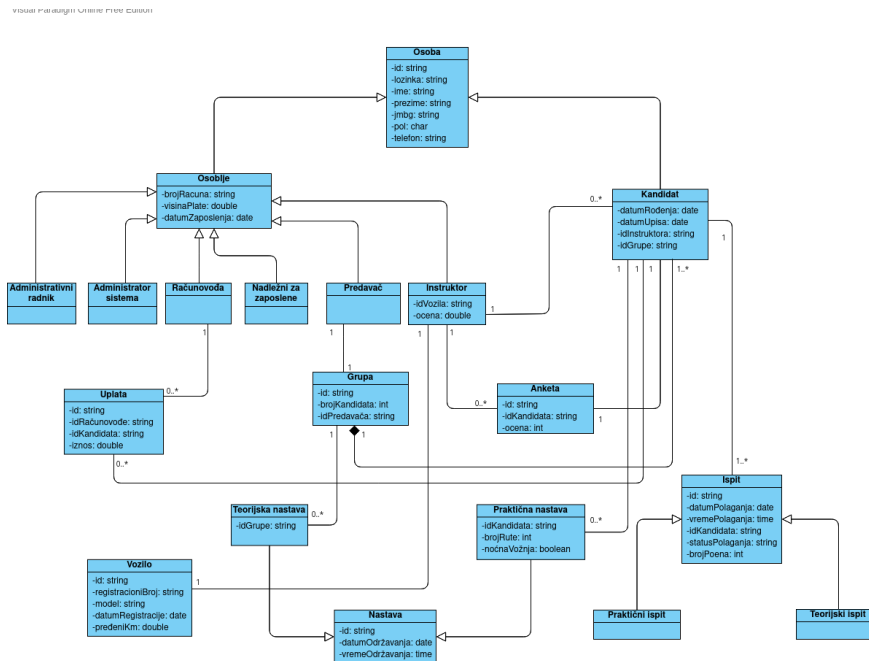 Visual Paradigm Online Free Edition
Osoba
-id: string
-lozinka: string
-ime: string
-prezime: string
-jmbg: string
-pol: char
-telefon: string
Osoblje
-brojRacuna: string
-visinaPlate: double
-datumZaposlenja: date
Kandidat
-datumRođenja: date
-datumUpisa: date
-idInstruktora: string
-idGrupe: string
0..*
1
1
1
1
1..*
Administrativni
radnik
Administrator
sistema
Računovođa
Nadležni za
zaposlene
Predavač
Instruktor
-idVozila: string
-ocena: double
1
1
1
1
1
1
Grupa
-id: string
-brojKandidata: int
-idPredavača: string
1
1
Uplata
-id: string
-idRačunovođe: string
-idKandidata: string
-iznos: double
0..*
0..*
Anketa
-id: string
-idKandidata: string
-ocena: int
0..*
1
1..*
Ispit
-id: string
-datumPolaganja: date
-vremePolaganja: time
-idKandidata: string
-statusPolaganja: string
-brojPoena: int
Teorijska nastava
-idGrupe: string
0..*
Praktična nastava
-idKandidata: string
-brojRute: int
-noćnaVožnja: boolean
0..*
Vozilo
-id: string
-registracioniBroj: string
-model: string
-datumRegistracije: date
-pređeniKm: double
1
Nastava
-id: string
-datumOdržavanja: date
-vremeOdržavanja: time
Praktični ispit
Teorijski ispit